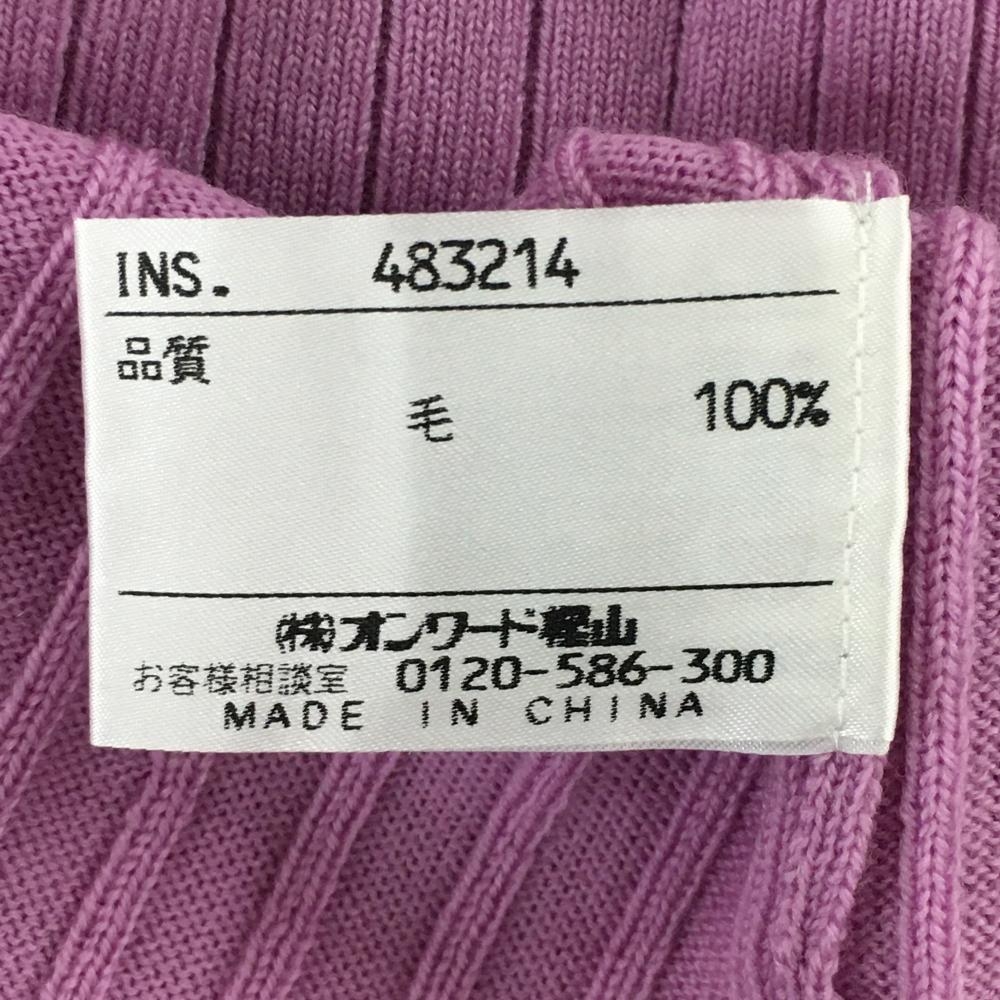 INS. 483214
品質
毛 100%
(株)オンワード樫山
お客様相談室 0120-586-300
MADE IN CHINA